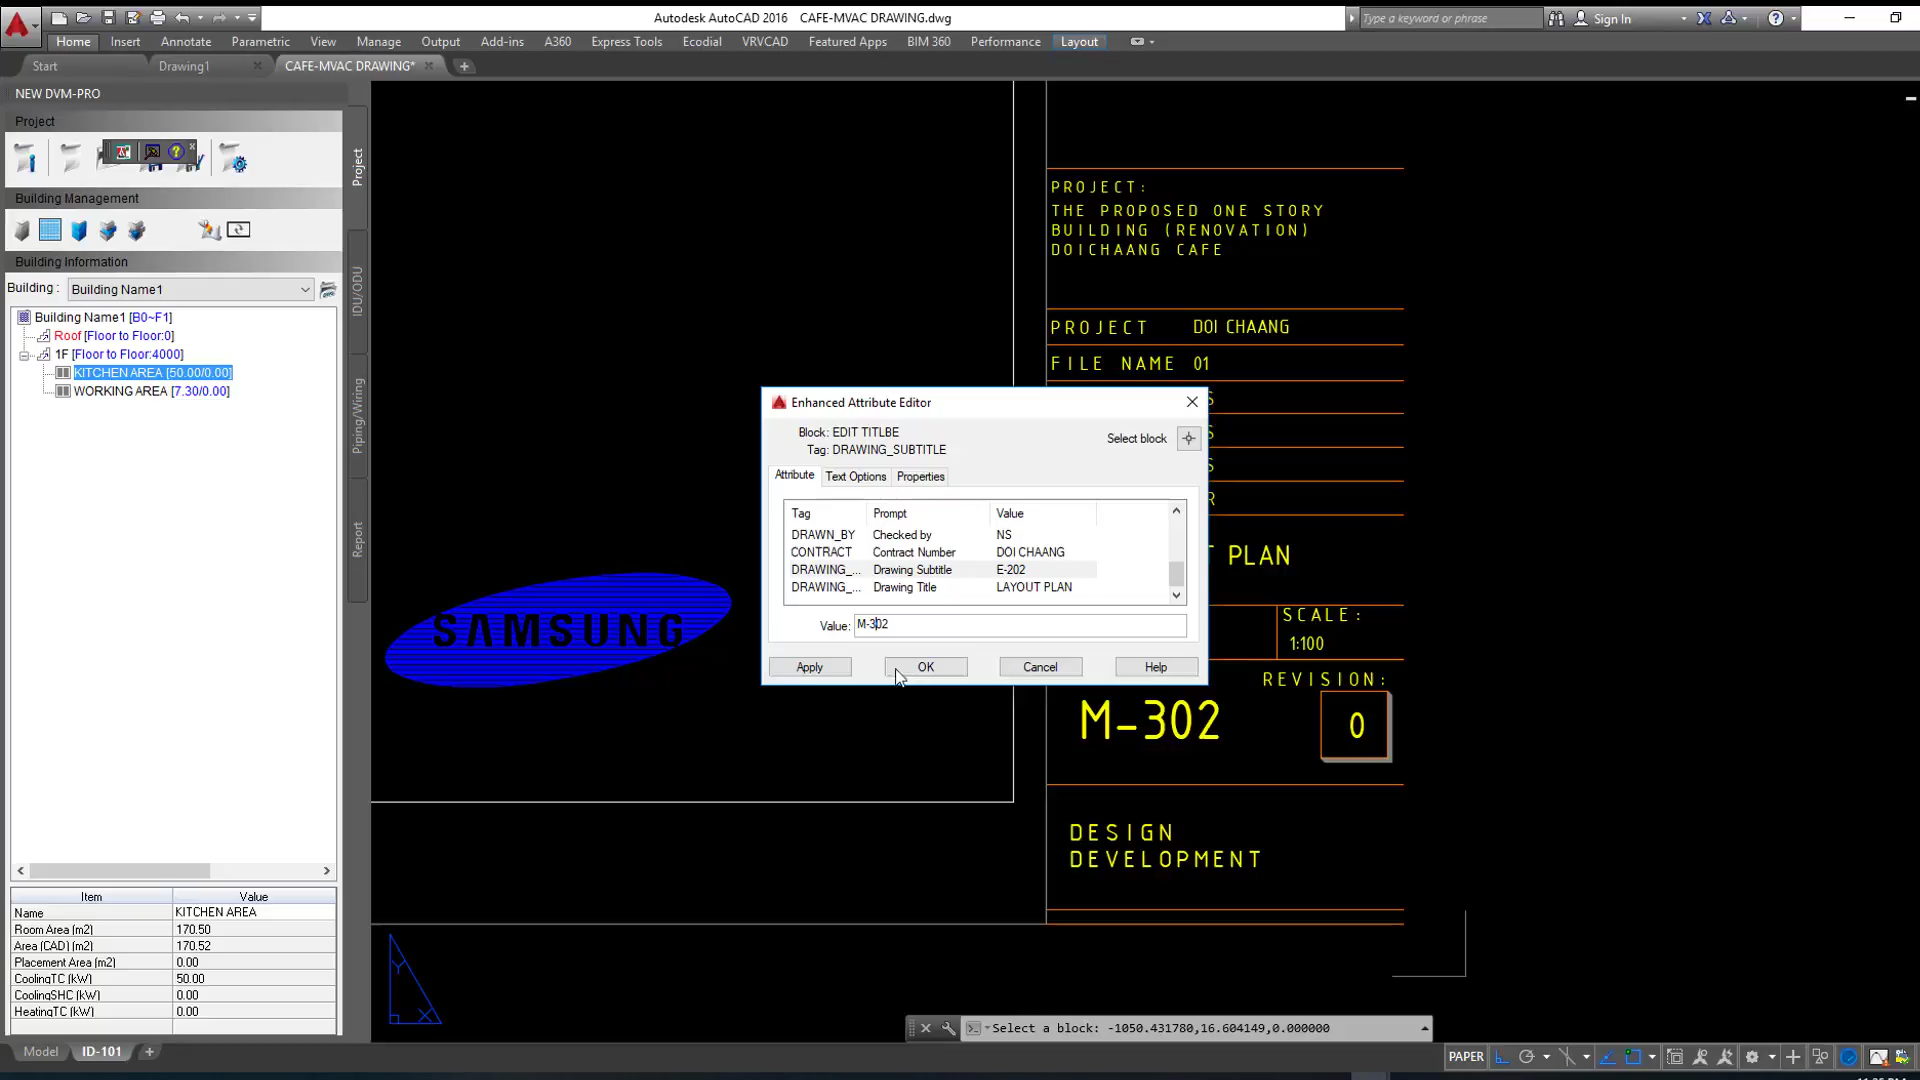 Autodesk AutoCAD 2016 CAFE-MVAC DRAWING.dwg
Type a keyword or phrase
Sign In
Home Insert Annotate Parametric View Manage Output Add-ins A360 Express Tools Ecodial VRVCAD Featured Apps BIM 360 Performance Layout
Start Drawing1 CAFE-MVAC DRAWING*
NEW DVM-PRO
Project
Building Management
Building Information
Building : Building Name1
Building Name1 [B0~F1]
Roof [Floor to Floor:0]
1F [Floor to Floor:4000]
KITCHEN AREA [50.00/0.00]
WORKING AREA [7.30/0.00]
Project
IDU/ODU
Piping/Wiring
Report
Item Value
Name KITCHEN AREA
Room Area (m2) 170.50
Area (CAD) (m2) 170.52
Placement Area (m2) 0.00
CoolingTC (kW) 50.00
CoolingSHC (kW) 0.00
HeatingTC (kW) 0.00
Model ID-101
SAMSUNG
Y
X
PROJECT:
THE PROPOSED ONE STORY
BUILDING (RENOVATION)
DOICHAANG CAFE
PROJECT DOI CHAANG
FILE NAME 01
S
S
S
R
T PLAN
SCALE:
1:100
REVISION:
M-302 0
DESIGN
DEVELOPMENT
Enhanced Attribute Editor
Block: EDIT TITLBE
Tag: DRAWING_SUBTITLE
Select block
Attribute Text Options Properties
Tag Prompt Value
DRAWN_BY Checked by NS
CONTRACT Contract Number DOI CHAANG
DRAWING_... Drawing Subtitle E-202
DRAWING_... Drawing Title LAYOUT PLAN
Value: M-302
Apply OK Cancel Help
Select a block: -1050.431780,16.604149,0.000000
PAPER